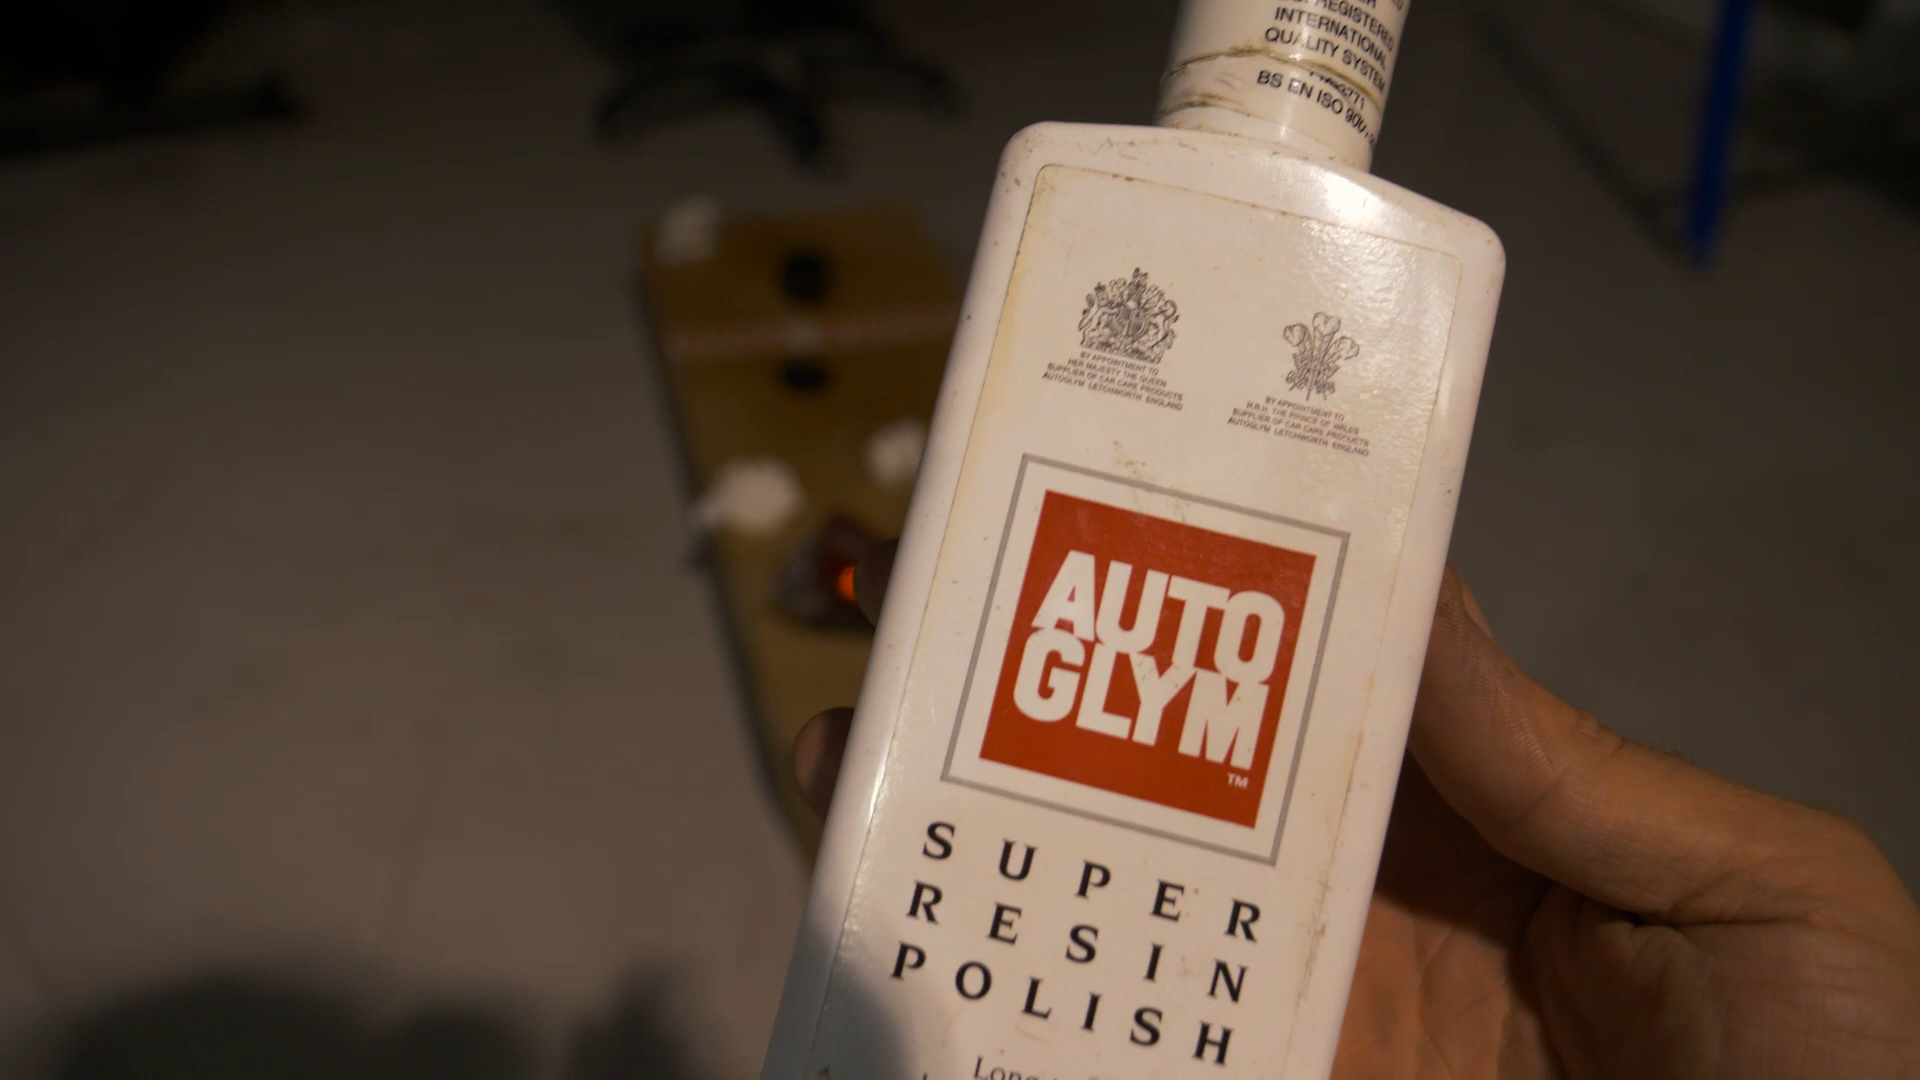 REGISTERED
INTERNATIONAL
QUALITY SYSTEM
BS EN ISO
BY APPOINTMENT TO
HER MAJESTY THE QUEEN
SUPPLIER OF CAR CARE PRODUCTS
AUTOGLYM LETCHWORTH ENGLAND
BY APPOINTMENT TO
H.R.H. THE PRINCE OF WALES
SUPPLIER OF CAR CARE PRODUCTS
AUTOGLYM LETCHWORTH ENGLAND
AUTO
GLYM
TM
SUPER
RESIN
POLISH